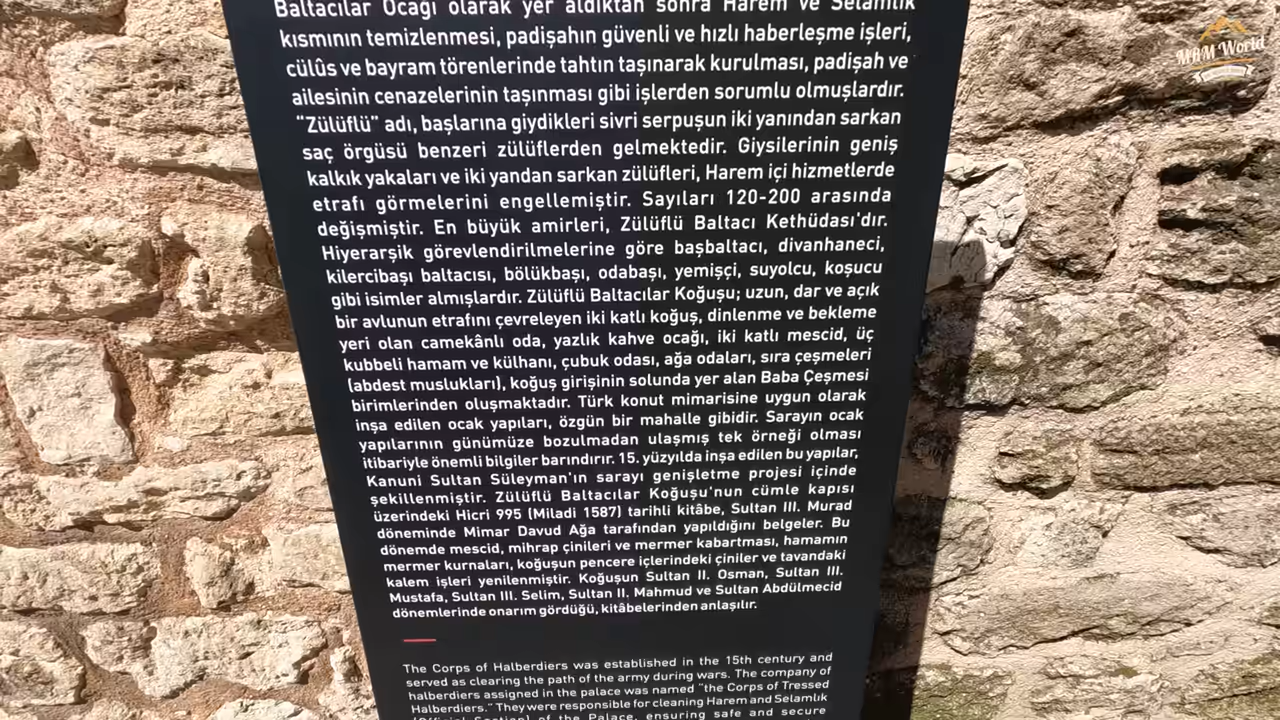 Baltacılar Ocağı olarak yer aldıktan sonra Harem ve Selamlık
kısmının temizlenmesi, padişahın güvenli ve hızlı haberleşme işleri,
cülûs ve bayram törenlerinde tahtın taşınarak kurulması, padişah ve
ailesinin cenazelerinin taşınması gibi işlerden sorumlu olmuşlardır.
“Zülüflü” adı, başlarına giydikleri sivri serpuşun iki yanından sarkan
saç örgüsü benzeri zülüflerden gelmektedir. Giysilerinin geniş
kalkık yakaları ve iki yandan sarkan zülüfleri, Harem içi hizmetlerde
etrafı görmelerini engellemiştir. Sayıları 120-200 arasında
değişmiştir. En büyük amirleri, Zülüflü Baltacı Kethüdası'dır.
Hiyerarşik görevlendirilmelerine göre başbaltacı, divanhaneci,
kilercibaşı baltacısı, bölükbaşı, odabaşı, yemişçi, suyolcu, koşucu
gibi isimler almışlardır. Zülüflü Baltacılar Koğuşu; uzun, dar ve açık
bir avlunun etrafını çevreleyen iki katlı koğuş, dinlenme ve bekleme
yeri olan camekânlı oda, yazlık kahve ocağı, iki katlı mescid, üç
kubbeli hamam ve külhanı, çubuk odası, ağa odaları, sıra çeşmeleri
(abdest muslukları), koğuş girişinin solunda yer alan Baba Çeşmesi
birimlerinden oluşmaktadır. Türk konut mimarisine uygun olarak
inşa edilen ocak yapıları, özgün bir mahalle gibidir. Sarayın ocak
yapılarının günümüze bozulmadan ulaşmış tek örneği olması
itibariyle önemli bilgiler barındırır. 15. yüzyılda inşa edilen bu yapılar,
Kanuni Sultan Süleyman'ın sarayı genişletme projesi içinde
şekillenmiştir. Zülüflü Baltacılar Koğuşu'nun cümle kapısı
üzerindeki Hicri 995 (Miladi 1587) tarihli kitâbe, Sultan III. Murad
döneminde Mimar Davud Ağa tarafından yapıldığını belgeler. Bu
dönemde mescid, mihrap çinileri ve mermer kabartması, hamamın
mermer kurnaları, koğuşun pencere içlerindeki çiniler ve tavandaki
kalem işleri yenilenmiştir. Koğuşun Sultan II. Osman, Sultan III.
Mustafa, Sultan III. Selim, Sultan II. Mahmud ve Sultan Abdülmecid
dönemlerinde onarım gördüğü, kitâbelerinden anlaşılır.
The Corps of Halberdiers was established in the 15th century and
served as clearing the path of the army during wars. The company of
halberdiers assigned in the palace was named “the Corps of Tressed
Halberdiers.” They were responsible for cleaning Harem and Selamlık
(Official Section) of the Palace, ensuring safe and secure
MBM World